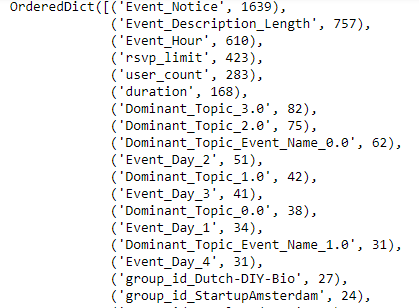 OrderedDict([('Event_Notice', 1639),
('Event_Description_Length', 757),
('Event_Hour', 610),
('rsvp_limit', 423),
('user_count', 283),
('duration', 168),
('Dominant_Topic_3.0', 82),
('Dominant_Topic_2.0', 75),
('Dominant_Topic_Event_Name_0.0', 62),
('Event_Day_2', 51),
('Dominant_Topic_1.0', 42),
('Event_Day_3', 41),
('Dominant_Topic_0.0', 38),
('Event_Day_1', 34),
('Dominant_Topic_Event_Name_1.0', 31),
('Event_Day_4', 31),
('group_id_Dutch-DIY-Bio', 27),
('group_id_StartupAmsterdam', 24),